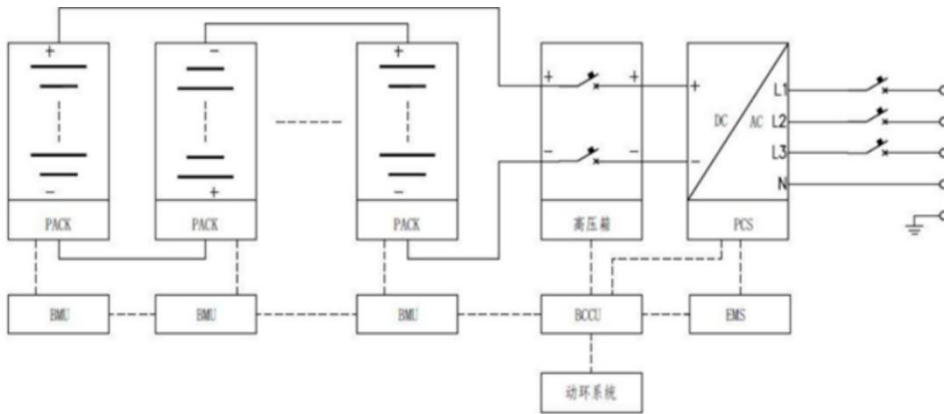 + - +
+ + +
DC AC L1
L2
- - -
L3
- + -
N
PACK PACK PACK 高压箱 PCS
BMU BMU BMU BCCU EMS
动环系统